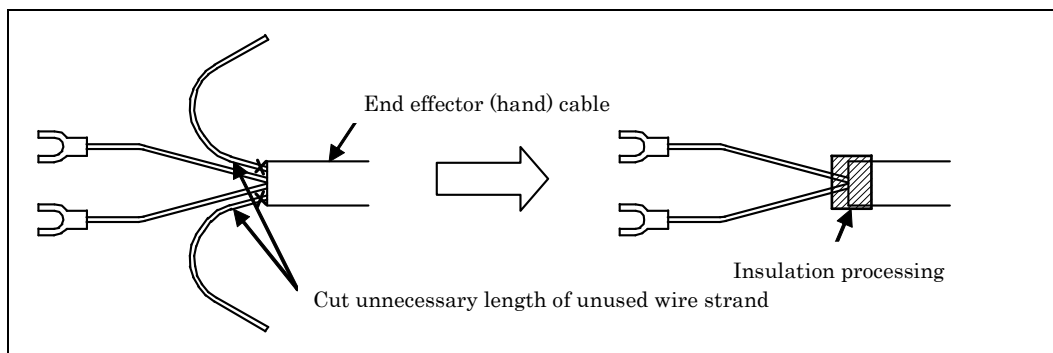 End effector (hand) cable
Insulation processing
Cut unnecessary length of unused wire strand